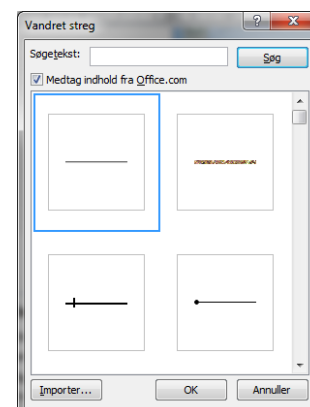 Vandret streg
Søgetekst:
Søg
Medtag indhold fra Office.com
Importer...
OK
Annuller